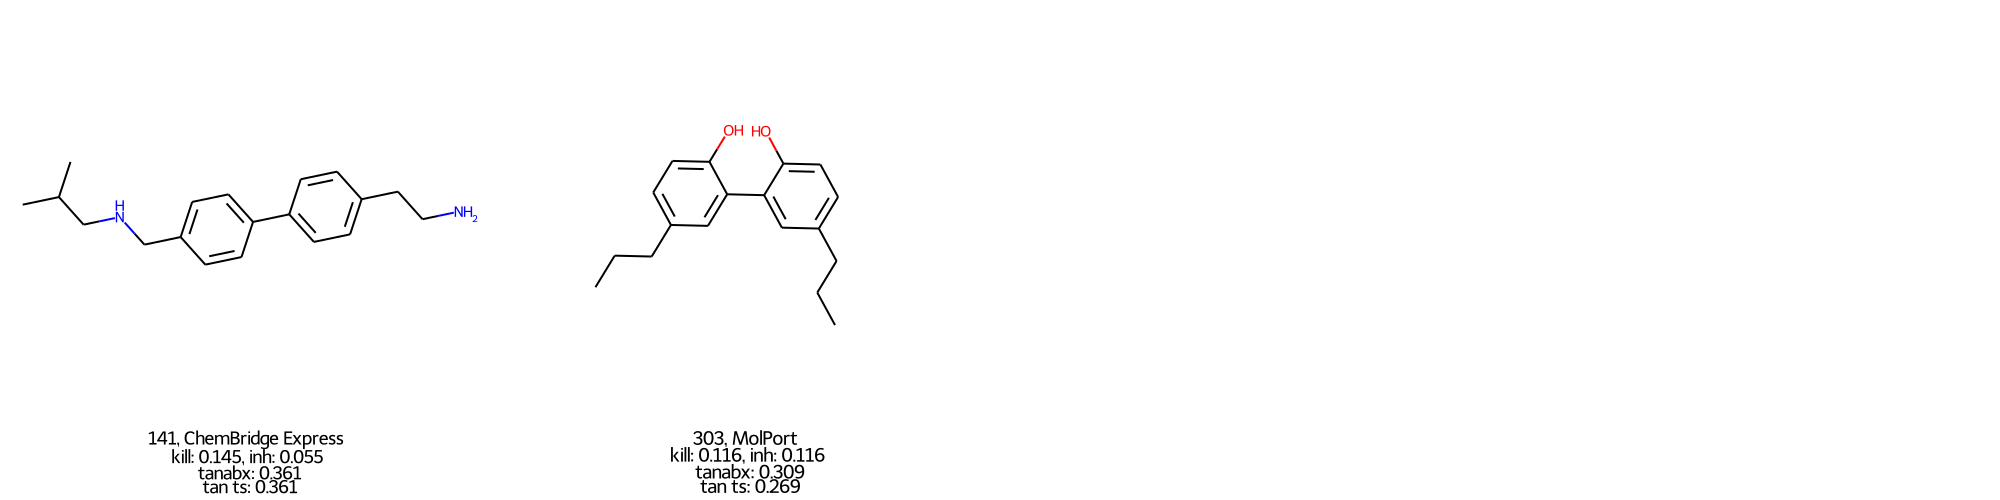 H
N
NH2
OH
HO
141, ChemBridge Express
kill: 0.145, inh: 0.055
tanabx: 0.361
tan ts: 0.361
303, MolPort
kill: 0.116, inh: 0.116
tanabx: 0.309
tan ts: 0.269